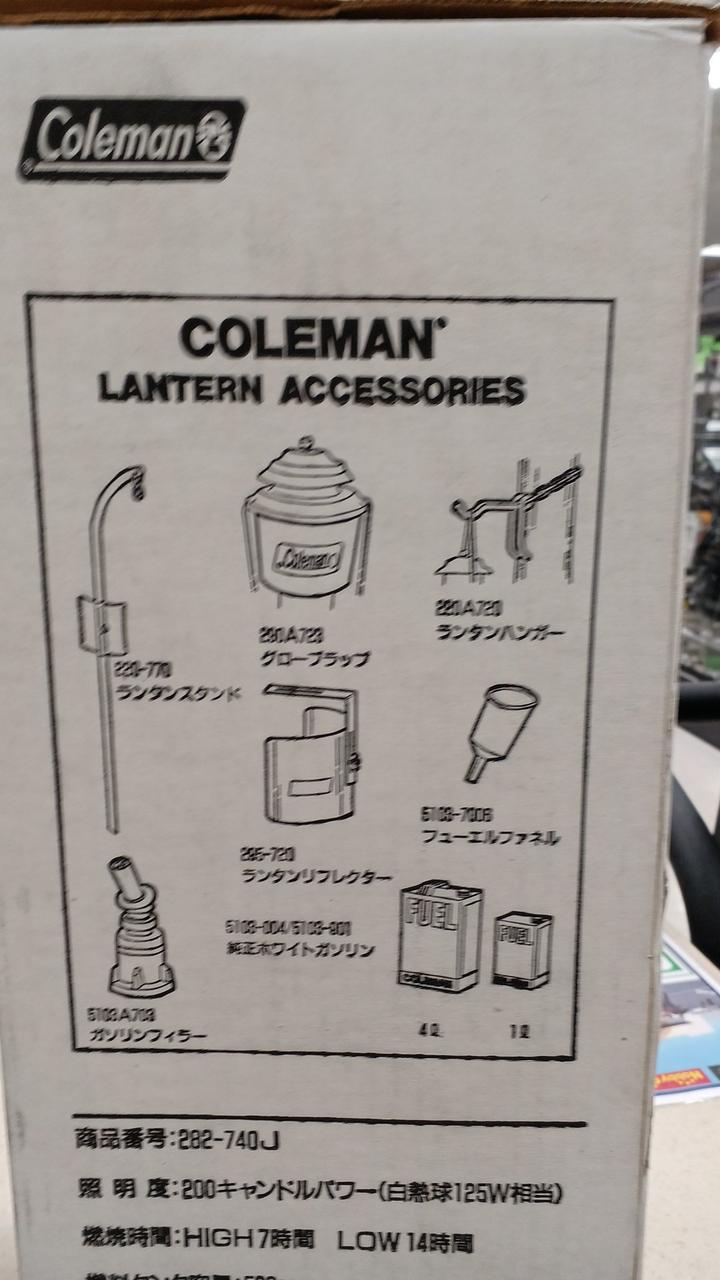 Coleman
COLEMAN
LANTERN ACCESSORIES
Coleman
220A720
ランタンハンガー
290A723
グローブラップ
220-770
ランタンスタンド
5103-700B
フューエルファネル
295-720
ランタンリフレクター
5103-004/5103-901
純正ホワイトガソリン
FUEL
FUEL
COLEMAN
5103A703
ガソリンフィラー
4ℓ
1ℓ
商品番号:282-740J
照 明 度:200キャンドルパワー(白熱球125W相当)
燃焼時間:HIGH7時間 LOW14時間